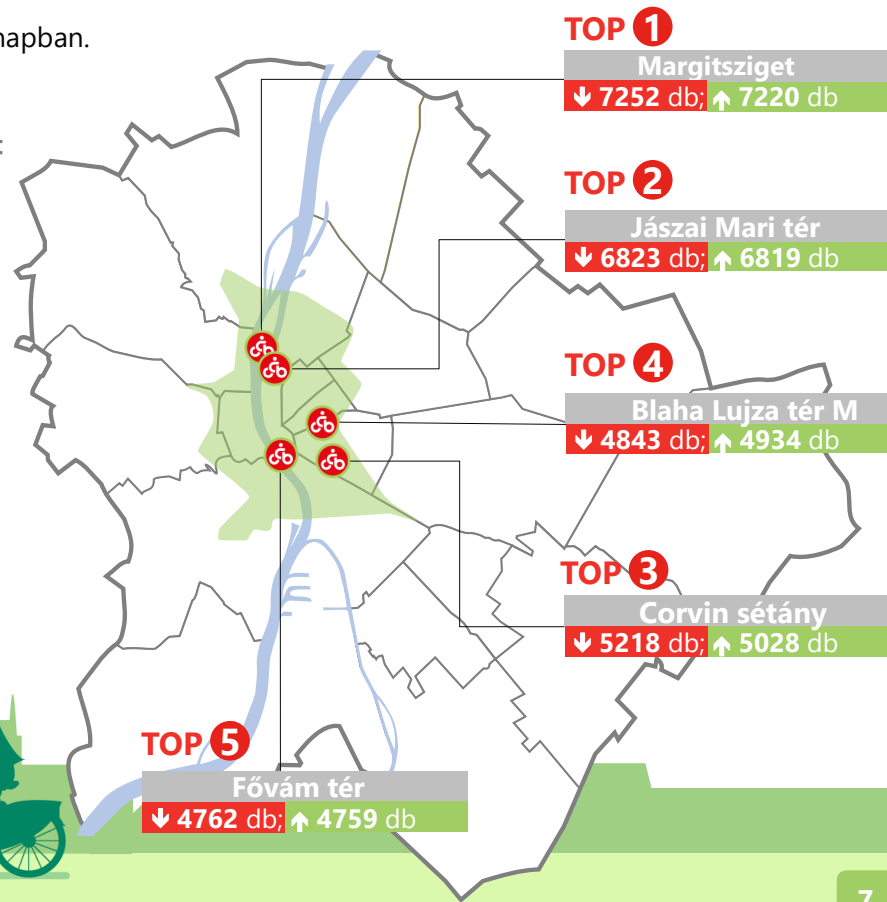 napban.
:
TOP 1
Margitsziget
↓ 7252 db; ↑ 7220 db
TOP 2
Jászai Mari tér
↓ 6823 db; ↑ 6819 db
TOP 4
Blaha Lujza tér M
↓ 4843 db; ↑ 4934 db
TOP 3
Corvin sétány
↓ 5218 db; ↑ 5028 db
TOP 5
Fővám tér
↓ 4762 db; ↑ 4759 db
7